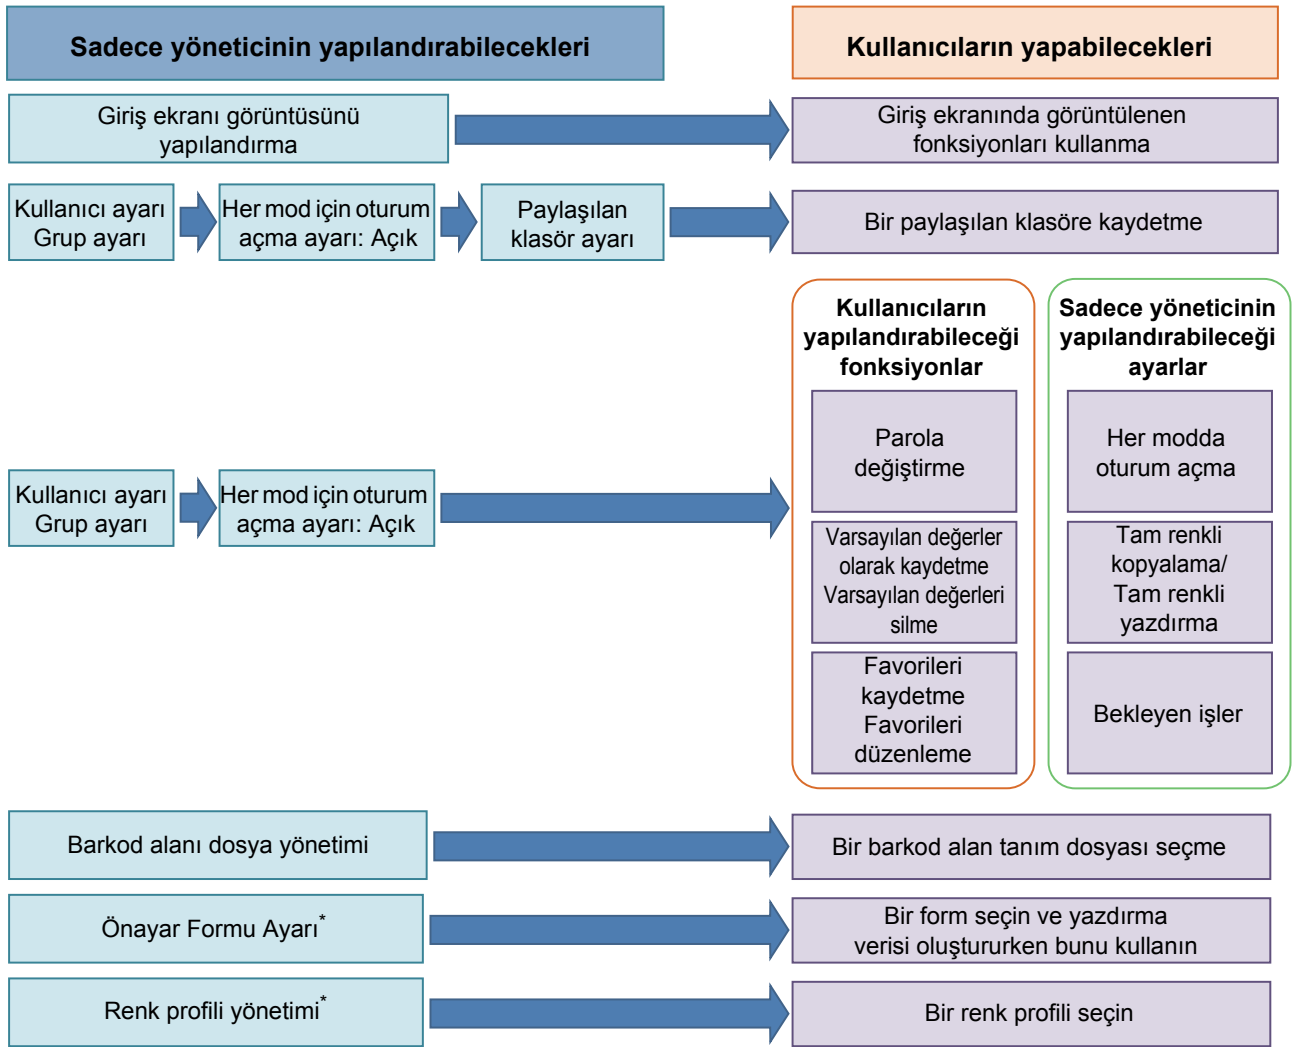 Sadece yöneticinin yapılandırabilecekleri
Kullanıcıların yapabilecekleri
Giriş ekranı görüntüsünü
yapılandırma
Giriş ekranında görüntülenen
fonksiyonları kullanma
Kullanıcı ayarı
Grup ayarı
Her mod için oturum
açma ayarı: Açık
Paylaşılan
klasör ayarı
Bir paylaşılan klasöre kaydetme
Kullanıcıların
yapılandırabileceği
fonksiyonlar
Sadece yöneticinin
yapılandırabileceği
ayarlar
Kullanıcı ayarı
Grup ayarı
Her mod için oturum
açma ayarı: Açık
Parola
değiştirme
Her modda
oturum açma
Varsayılan değerler
olarak kaydetme
Varsayılan değerleri
silme
Tam renkli
kopyalama/
Tam renkli
yazdırma
Favorileri
kaydetme
Favorileri
düzenleme
Bekleyen işler
Barkod alanı dosya yönetimi
Bir barkod alan tanım dosyası seçme
Önayar Formu Ayarı*
Bir form seçin ve yazdırma
verisi oluştururken bunu kullanın
Renk profili yönetimi*
Bir renk profili seçin